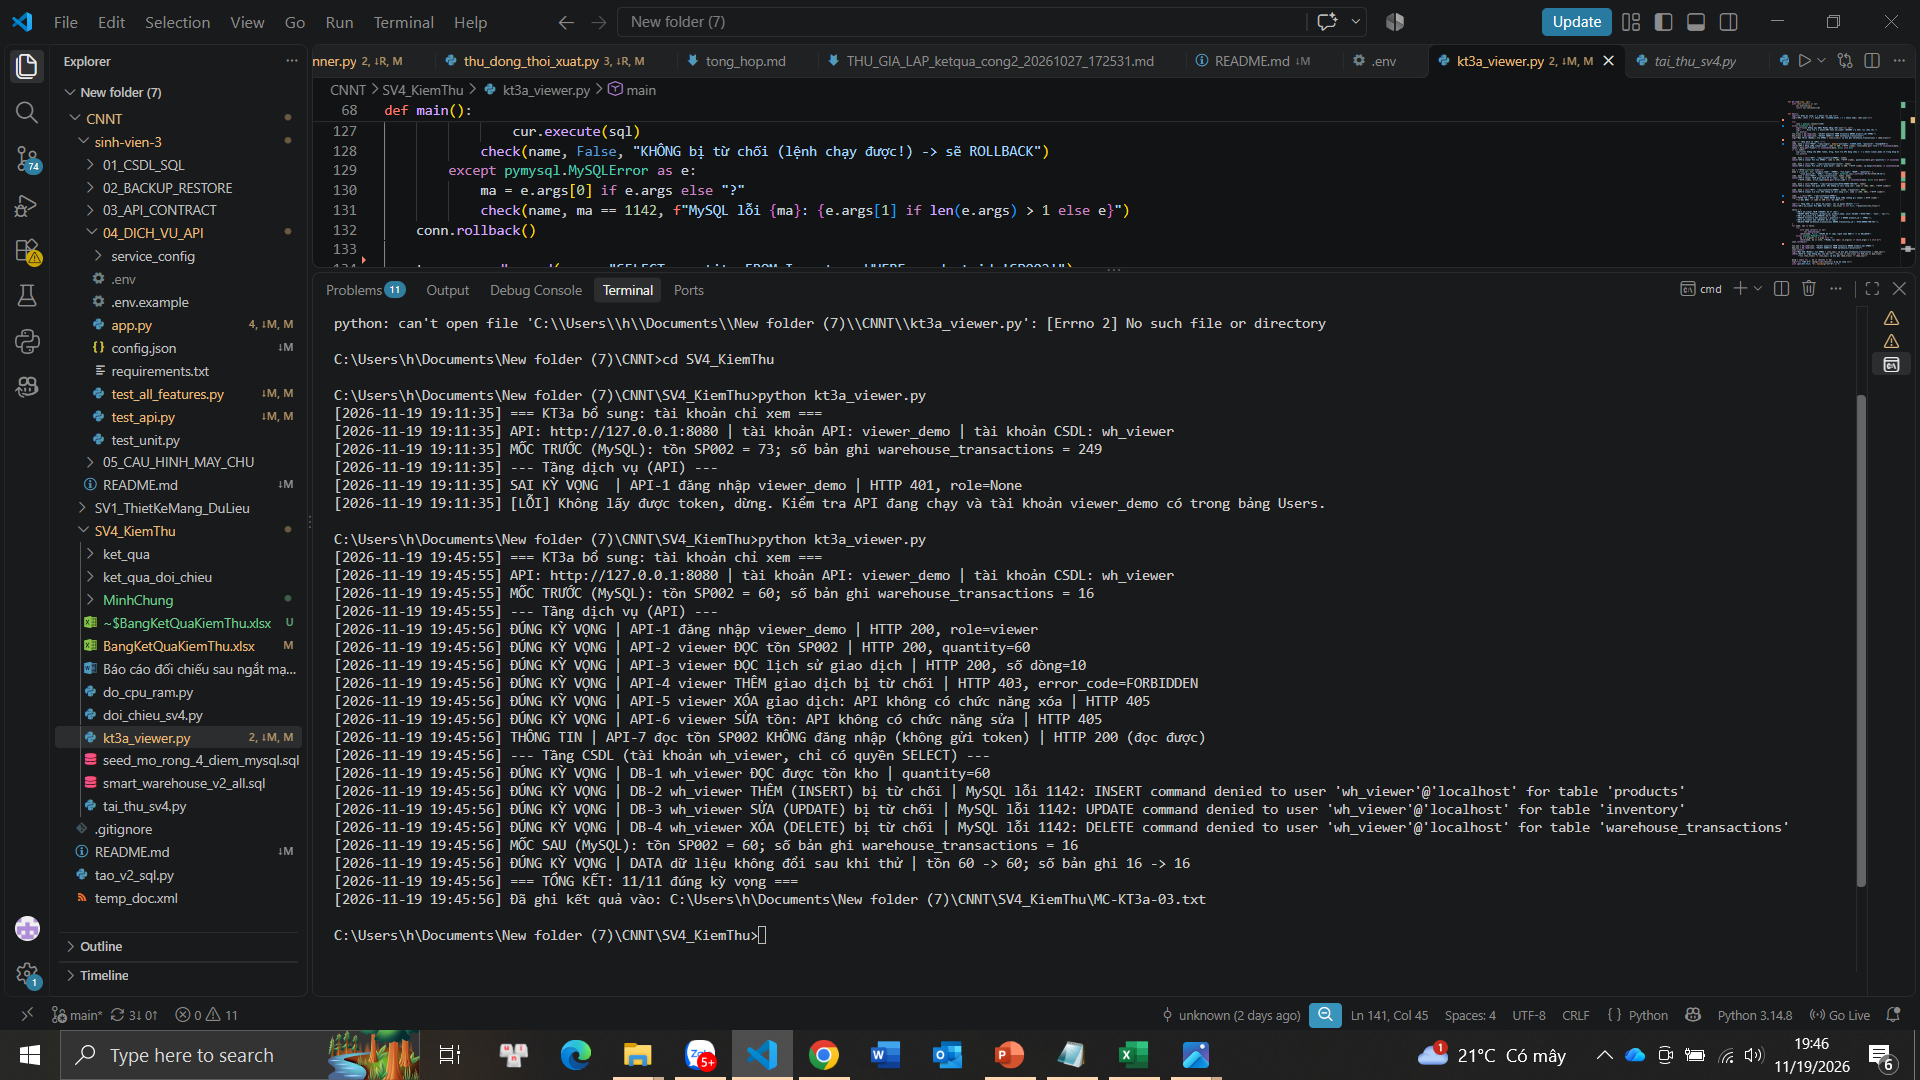 File Edit Selection View Go Run Terminal Help
New folder (7)
Update
Explorer
New folder (7)
CNNT
sinh-vien-3
01_CSDL_SQL
02_BACKUP_RESTORE
03_API_CONTRACT
04_DICH_VU_API
service_config
.env
.env.example
app.py 4, ↓M, M
config.json ↓M
requirements.txt
test_all_features.py ↓M, M
test_api.py ↓M, M
test_unit.py
05_CAU_HINH_MAY_CHU
README.md ↓M
SV1_ThietKeMang_DuLieu
SV4_KiemThu
ket_qua
ket_qua_doi_chieu
MinhChung
~$BangKetQuaKiemThu.xlsx U
BangKetQuaKiemThu.xlsx M
Báo cáo đối chiếu sau ngắt mạ...
do_cpu_ram.py
doi_chieu_sv4.py
kt3a_viewer.py 2, ↓M, M
seed_mo_rong_4_diem_mysql.sql
smart_warehouse_v2_all.sql
tai_thu_sv4.py
.gitignore
README.md ↓M
tao_v2_sql.py
temp_doc.xml
Outline
Timeline
74
1
nner.py 2, ↓R, M thu_dong_thoi_xuat.py 3, ↓R, M tong_hop.md THU_GIA_LAP_ketqua_cong2_20261027_172531.md README.md ↓M .env kt3a_viewer.py 2, ↓M, M tai_thu_sv4.py
CNNT > SV4_KiemThu > kt3a_viewer.py > main
68 def main():
127 cur.execute(sql)
128 check(name, False, "KHÔNG bị từ chối (lệnh chạy được!) -> sẽ ROLLBACK")
129 except pymysql.MySQLError as e:
130 ma = e.args[0] if e.args else "?"
131 check(name, ma == 1142, f"MySQL lỗi {ma}: {e.args[1] if len(e.args) > 1 else e}")
132 conn.rollback()
133
Problems 11 Output Debug Console Terminal Ports
cmd
python: can't open file 'C:\\Users\\h\\Documents\\New folder (7)\\CNNT\\kt3a_viewer.py': [Errno 2] No such file or directory
C:\Users\h\Documents\New folder (7)\CNNT>cd SV4_KiemThu
C:\Users\h\Documents\New folder (7)\CNNT\SV4_KiemThu>python kt3a_viewer.py
[2026-11-19 19:11:35] === KT3a bổ sung: tài khoản chỉ xem ===
[2026-11-19 19:11:35] API: http://127.0.0.1:8080 | tài khoản API: viewer_demo | tài khoản CSDL: wh_viewer
[2026-11-19 19:11:35] MỐC TRƯỚC (MySQL): tồn SP002 = 73; số bản ghi warehouse_transactions = 249
[2026-11-19 19:11:35] --- Tầng dịch vụ (API) ---
[2026-11-19 19:11:35] SAI KỲ VỌNG | API-1 đăng nhập viewer_demo | HTTP 401, role=None
[2026-11-19 19:11:35] [LỖI] Không lấy được token, dừng. Kiểm tra API đang chạy và tài khoản viewer_demo có trong bảng Users.
C:\Users\h\Documents\New folder (7)\CNNT\SV4_KiemThu>python kt3a_viewer.py
[2026-11-19 19:45:55] === KT3a bổ sung: tài khoản chỉ xem ===
[2026-11-19 19:45:55] API: http://127.0.0.1:8080 | tài khoản API: viewer_demo | tài khoản CSDL: wh_viewer
[2026-11-19 19:45:55] MỐC TRƯỚC (MySQL): tồn SP002 = 60; số bản ghi warehouse_transactions = 16
[2026-11-19 19:45:55] --- Tầng dịch vụ (API) ---
[2026-11-19 19:45:56] ĐÚNG KỲ VỌNG | API-1 đăng nhập viewer_demo | HTTP 200, role=viewer
[2026-11-19 19:45:56] ĐÚNG KỲ VỌNG | API-2 viewer ĐỌC tồn SP002 | HTTP 200, quantity=60
[2026-11-19 19:45:56] ĐÚNG KỲ VỌNG | API-3 viewer ĐỌC lịch sử giao dịch | HTTP 200, số dòng=10
[2026-11-19 19:45:56] ĐÚNG KỲ VỌNG | API-4 viewer THÊM giao dịch bị từ chối | HTTP 403, error_code=FORBIDDEN
[2026-11-19 19:45:56] ĐÚNG KỲ VỌNG | API-5 viewer XÓA giao dịch: API không có chức năng xóa | HTTP 405
[2026-11-19 19:45:56] ĐÚNG KỲ VỌNG | API-6 viewer SỬA tồn: API không có chức năng sửa | HTTP 405
[2026-11-19 19:45:56] THÔNG TIN | API-7 đọc tồn SP002 KHÔNG đăng nhập (không gửi token) | HTTP 200 (đọc được)
[2026-11-19 19:45:56] --- Tầng CSDL (tài khoản wh_viewer, chỉ có quyền SELECT) ---
[2026-11-19 19:45:56] ĐÚNG KỲ VỌNG | DB-1 wh_viewer ĐỌC được tồn kho | quantity=60
[2026-11-19 19:45:56] ĐÚNG KỲ VỌNG | DB-2 wh_viewer THÊM (INSERT) bị từ chối | MySQL lỗi 1142: INSERT command denied to user 'wh_viewer'@'localhost' for table 'products'
[2026-11-19 19:45:56] ĐÚNG KỲ VỌNG | DB-3 wh_viewer SỬA (UPDATE) bị từ chối | MySQL lỗi 1142: UPDATE command denied to user 'wh_viewer'@'localhost' for table 'inventory'
[2026-11-19 19:45:56] ĐÚNG KỲ VỌNG | DB-4 wh_viewer XÓA (DELETE) bị từ chối | MySQL lỗi 1142: DELETE command denied to user 'wh_viewer'@'localhost' for table 'warehouse_transactions'
[2026-11-19 19:45:56] MỐC SAU (MySQL): tồn SP002 = 60; số bản ghi warehouse_transactions = 16
[2026-11-19 19:45:56] ĐÚNG KỲ VỌNG | DATA dữ liệu không đổi sau khi thử | tồn 60 -> 60; số bản ghi 16 -> 16
[2026-11-19 19:45:56] === TỔNG KẾT: 11/11 đúng kỳ vọng ===
[2026-11-19 19:45:56] Đã ghi kết quả vào: C:\Users\h\Documents\New folder (7)\CNNT\SV4_KiemThu\MC-KT3a-03.txt
C:\Users\h\Documents\New folder (7)\CNNT\SV4_KiemThu>
main* 3↓ 0↑ 0 11 unknown (2 days ago) Ln 141, Col 45 Spaces: 4 UTF-8 CRLF { } Python Python 3.14.8 Go Live
Type here to search
5+
1
21°C Có mây
19:46
11/19/2026
6